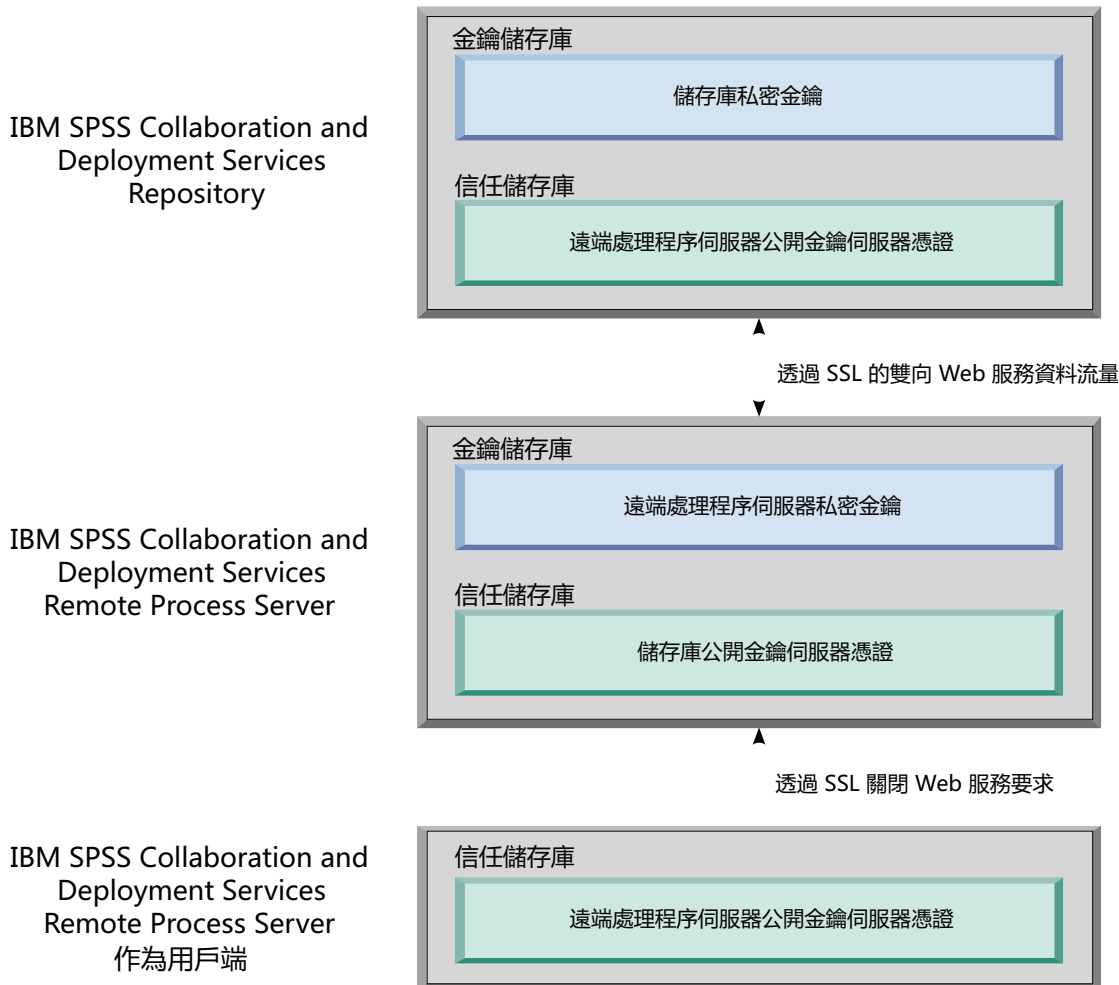 金鑰儲存庫
儲存庫私密金鑰
IBM SPSS Collaboration and
Deployment Services
Repository
信任儲存庫
遠端處理程序伺服器公開金鑰伺服器憑證
透過 SSL 的雙向 Web 服務資料流量
金鑰儲存庫
遠端處理程序伺服器私密金鑰
IBM SPSS Collaboration and
Deployment Services
Remote Process Server
信任儲存庫
儲存庫公開金鑰伺服器憑證
透過 SSL 關閉 Web 服務要求
IBM SPSS Collaboration and
Deployment Services
Remote Process Server
作為用戶端
信任儲存庫
遠端處理程序伺服器公開金鑰伺服器憑證